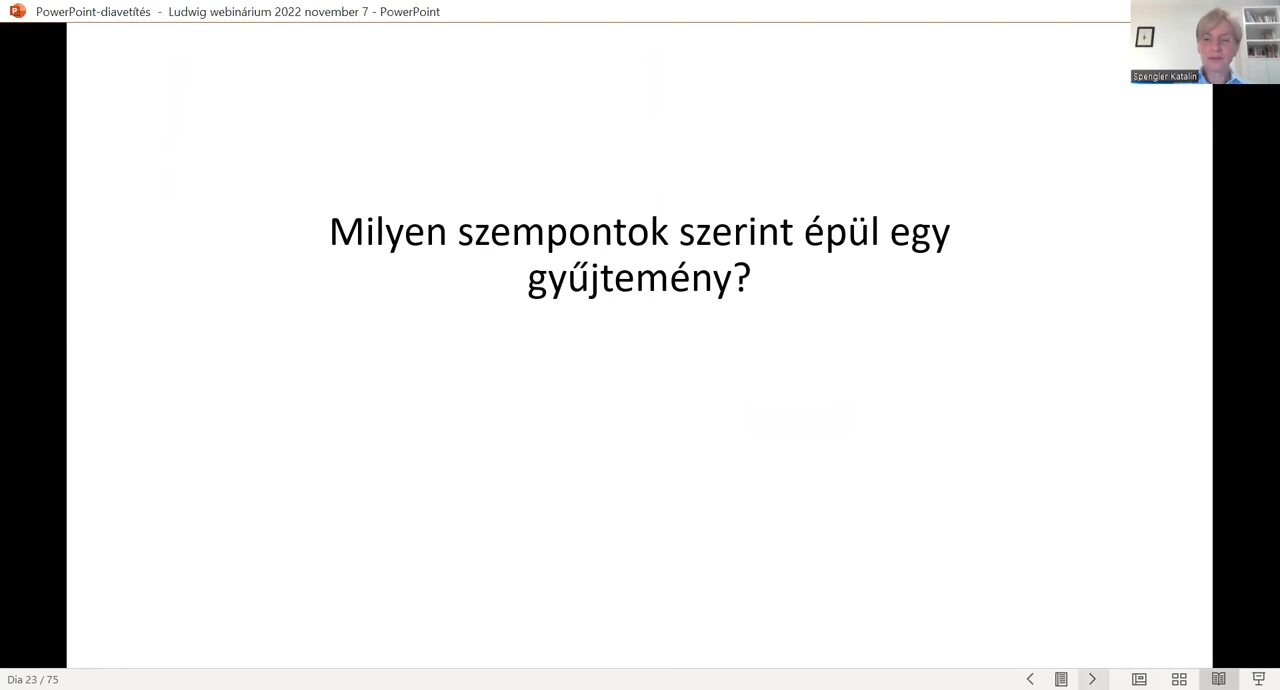 PowerPoint-diavetítés - Ludwig webinárium 2022 november 7 - PowerPoint
Spengler Katalin
Milyen szempontok szerint épül egy
gyűjtemény?
Dia 23 / 75